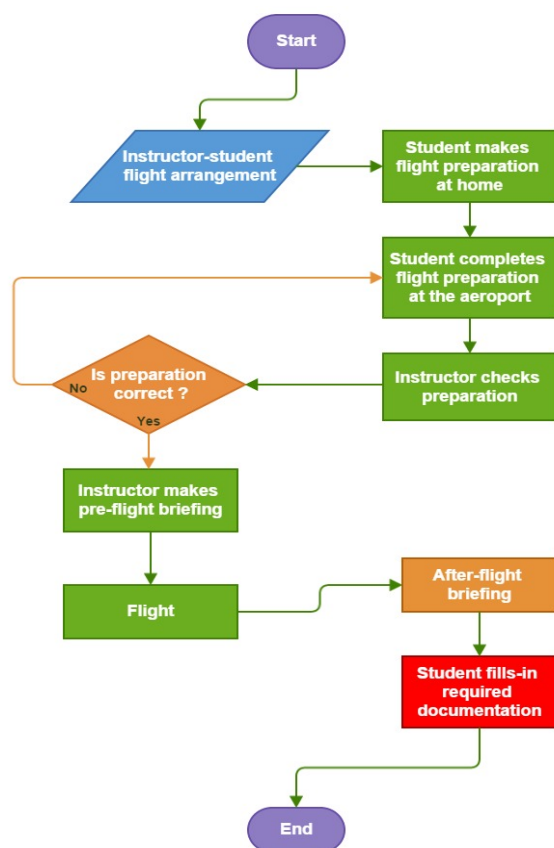 Start
Instructor-student
flight arrangement
Student makes
flight preparation
at home
Student completes
flight preparation
at the aeroport
Instructor checks
preparation
Is preparation
correct ?
No
Yes
Instructor makes
pre-flight briefing
Flight
After-flight
briefing
Student fills-in
required
documentation
End